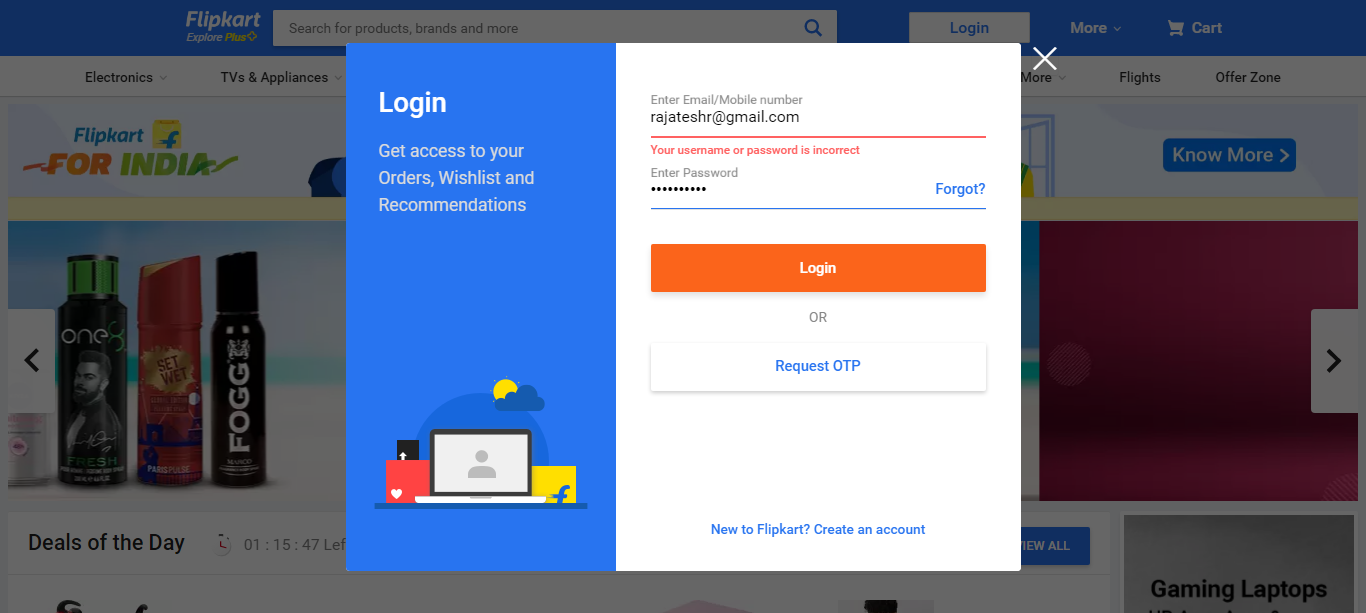 Flipkart
Explore Plus
Search for products, brands and more
Login
More
Cart
Electronics
TVs & Appliances
More
Flights
Offer Zone
Flipkart
FOR INDIA
Know More
Login
Get access to your
Orders, Wishlist and
Recommendations
Enter Email/Mobile number
rajateshr@gmail.com
Your username or password is incorrect
Enter Password
••••••••••
Forgot?
Login
OR
Request OTP
New to Flipkart? Create an account
one8
FRESH
SET
WET
PARIS PULSE
FOGG
MARCO
Deals of the Day
01 : 15 : 47 Lef
VIEW ALL
Gaming Laptops